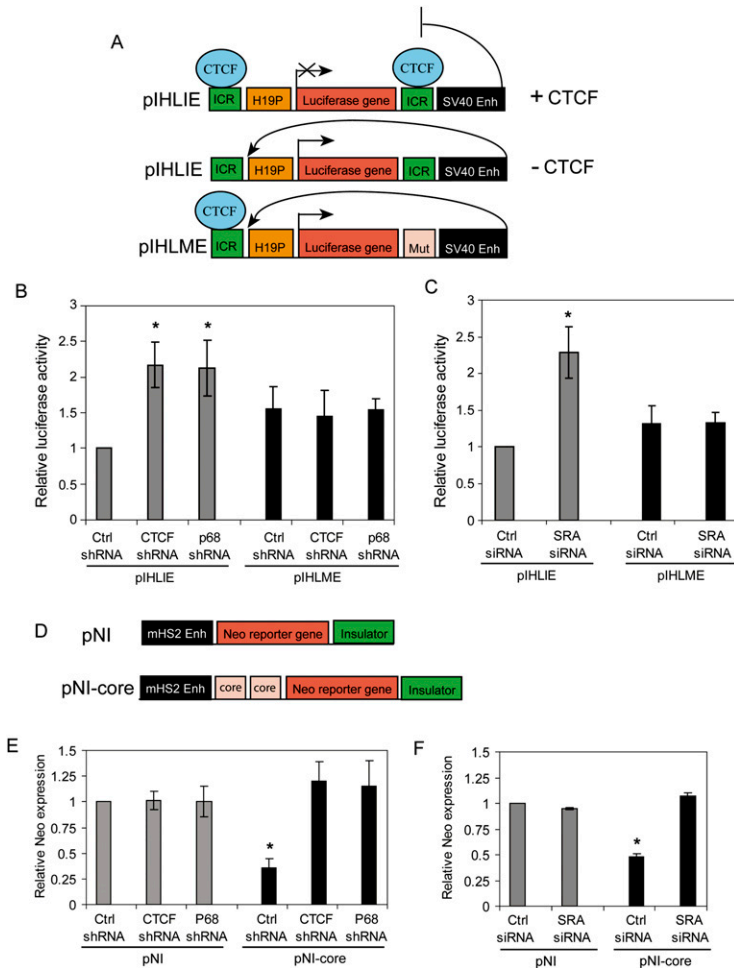 A
CTCF
CTCF
pIHLIE ICR H19P Luciferase gene ICR SV40 Enh + CTCF
pIHLIE ICR H19P Luciferase gene ICR SV40 Enh - CTCF
CTCF
pIHLME ICR H19P Luciferase gene Mut SV40 Enh
B
Relative luciferase activity
3
2.5
2
1.5
1
0.5
0
* *
Ctrl shRNA
CTCF shRNA
p68 shRNA
Ctrl shRNA
CTCF shRNA
p68 shRNA
pIHLIE
pIHLME
C
Relative luciferase activity
3
2.5
2
1.5
1
0.5
0
*
Ctrl siRNA
SRA siRNA
Ctrl siRNA
SRA siRNA
pIHLIE
pIHLME
D
pNI mHS2 Enh Neo reporter gene Insulator
pNI-core mHS2 Enh core core Neo reporter gene Insulator
E
Relative Neo expression
1.5
1.25
1
0.75
0.5
0.25
0
*
Ctrl shRNA
CTCF shRNA
P68 shRNA
Ctrl shRNA
CTCF shRNA
P68 shRNA
pNI
pNI-core
F
Relative Neo expression
1.5
1.25
1
0.75
0.5
0.25
0
*
Ctrl siRNA
SRA siRNA
Ctrl siRNA
SRA siRNA
pNI
pNI-core